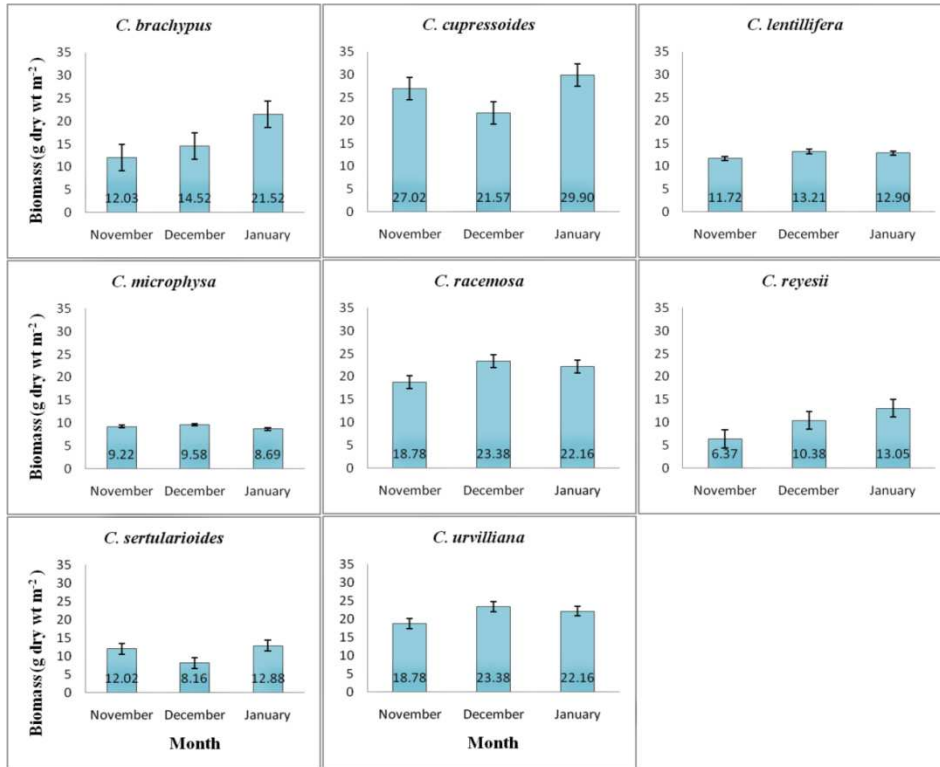 C. brachypus
Biomass (g dry wt m-2)
35
30
25
20
15
10
5
0
12.03 14.52 21.52
November December January
C. cupressoides
35
30
25
20
15
10
5
0
27.02 21.57 29.90
November December January
C. lentillifera
35
30
25
20
15
10
5
0
11.72 13.21 12.90
November December January
C. microphysa
Biomass (g dry wt m-2)
35
30
25
20
15
10
5
0
9.22 9.58 8.69
November December January
C. racemosa
35
30
25
20
15
10
5
0
18.78 23.38 22.16
November December January
C. reyesii
35
30
25
20
15
10
5
0
6.37 10.38 13.05
November December January
C. sertularioides
Biomass (g dry wt m-2)
35
30
25
20
15
10
5
0
12.02 8.16 12.88
November December January
Month
C. urvilliana
35
30
25
20
15
10
5
0
18.78 23.38 22.16
November December January
Month